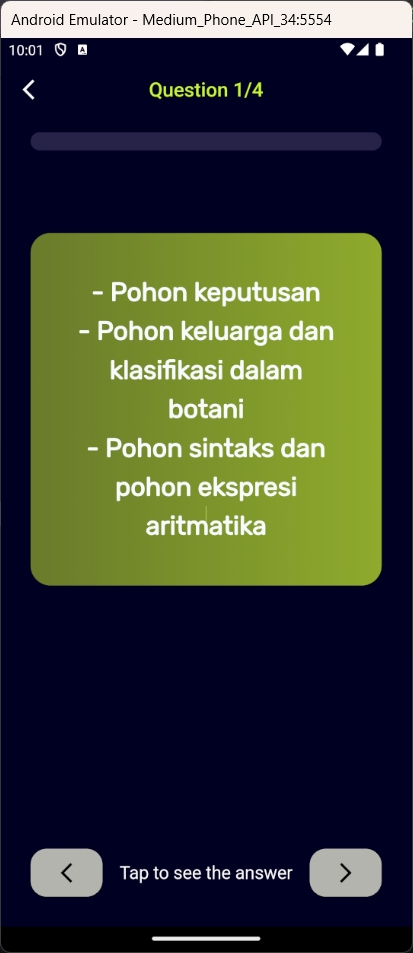 Android Emulator - Medium_Phone_API_34:5554
10:01
A
Question 1/4
- Pohon keputusan
- Pohon keluarga dan
klasifikasi dalam
botani
- Pohon sintaks dan
pohon ekspresi
aritmatika
Tap to see the answer